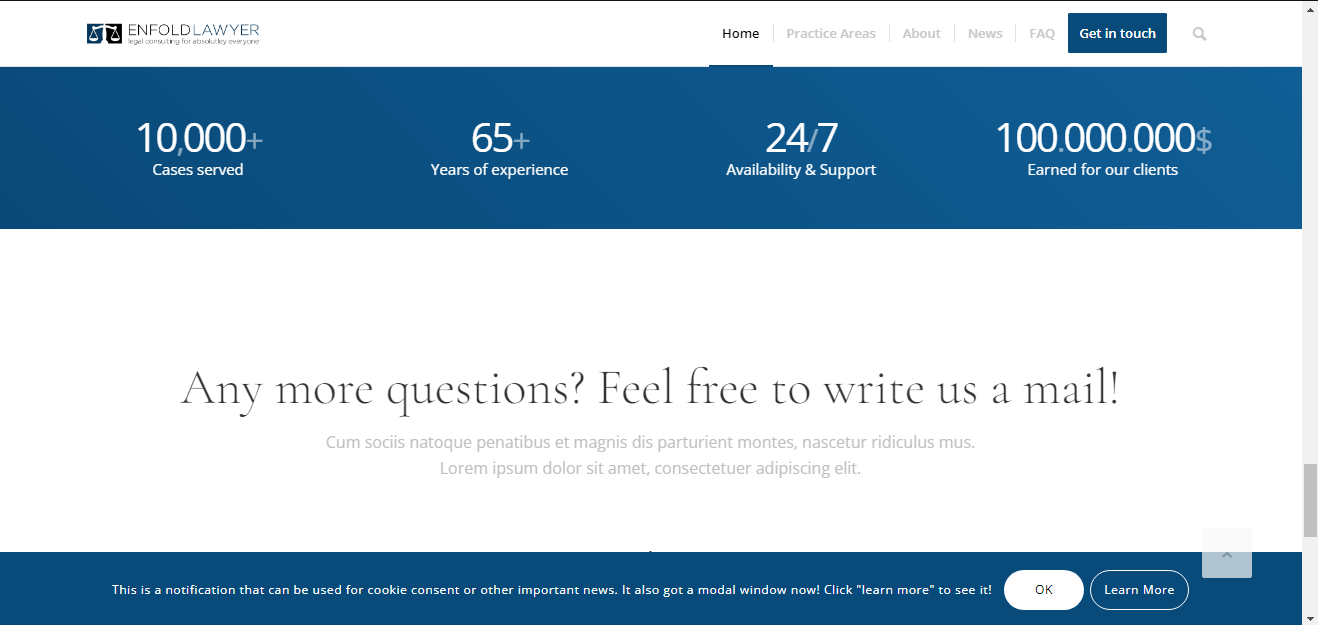 ENFOLD LAWYER
legal consulting for absolutley everyone
Home
Practice Areas
About
News
FAQ
Get in touch
10,000+
Cases served
65+
Years of experience
24/7
Availability & Support
100.000.000$
Earned for our clients
Any more questions? Feel free to write us a mail!
Cum sociis natoque penatibus et magnis dis parturient montes, nascetur ridiculus mus.
Lorem ipsum dolor sit amet, consectetuer adipiscing elit.
This is a notification that can be used for cookie consent or other important news. It also got a modal window now! Click "learn more" to see it!
OK
Learn More